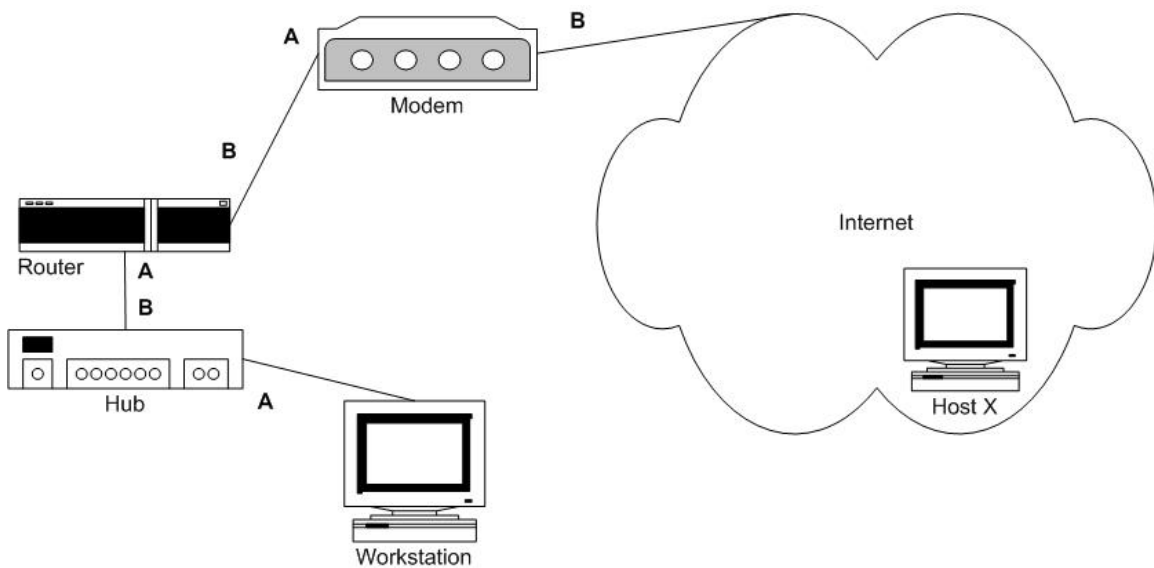 A
B
Modem
B
Internet
Router
A
B
Hub
A
Host X
Workstation